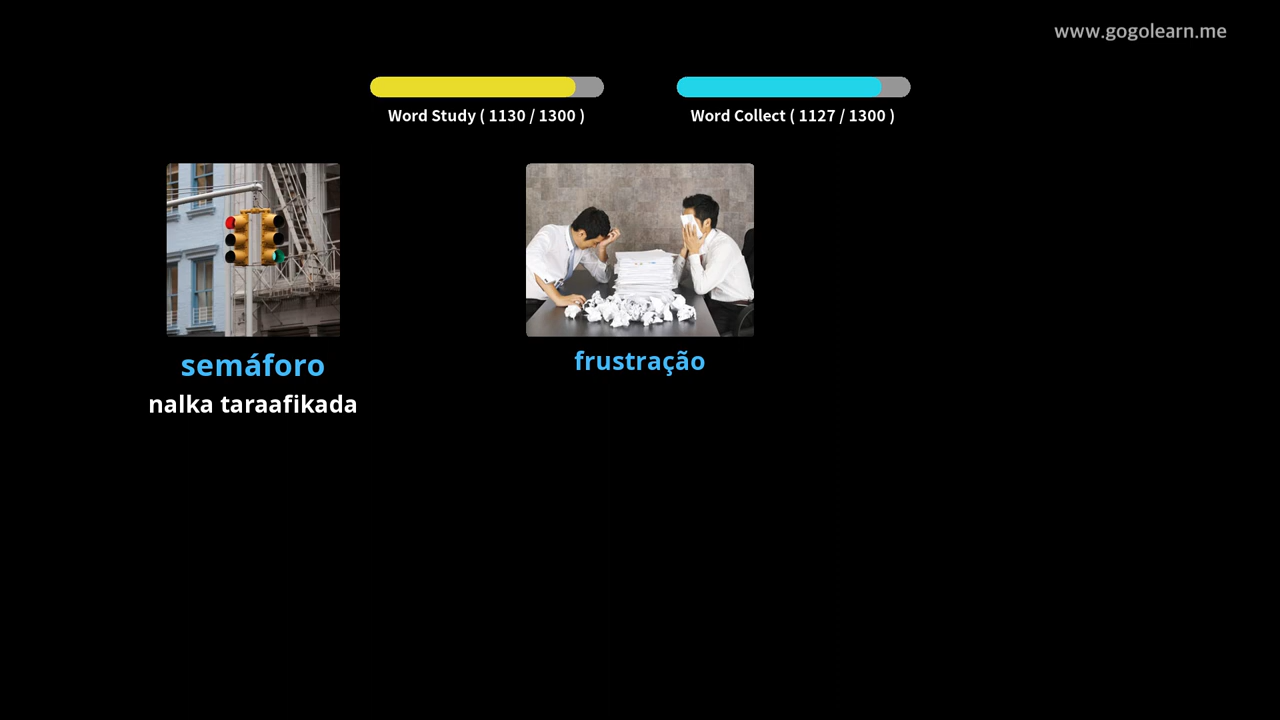 www.gogolearn.me
Word Study ( 1130 / 1300 )
Word Collect ( 1127 / 1300 )
semáforo
nalka taraafikada
frustração